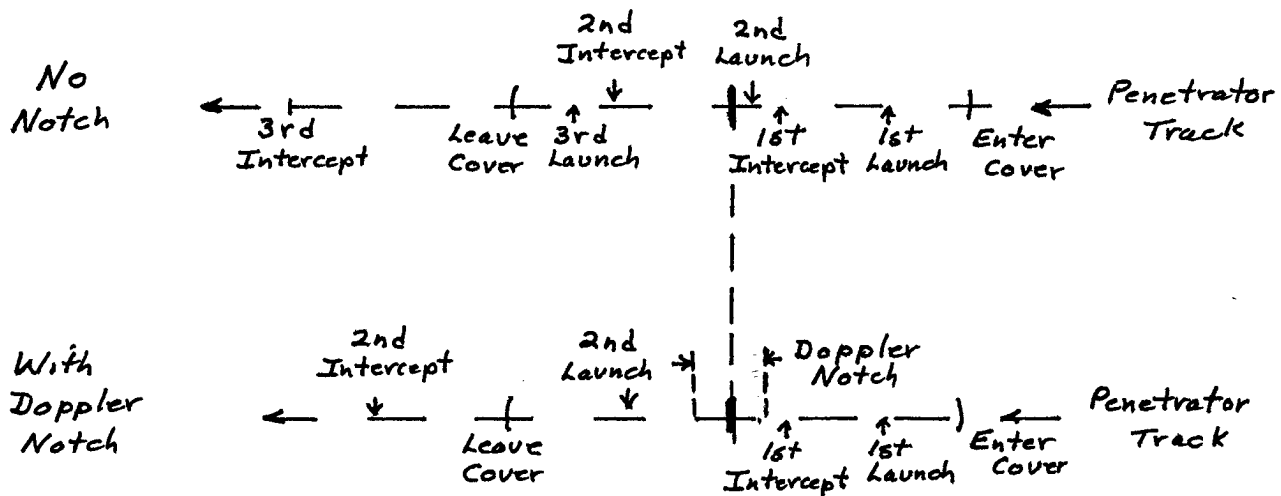 No
Notch
2nd
Intercept
2nd
Launch
3rd
Intercept
Leave
Cover
3rd
Launch
1st
Intercept
1st
Launch
Enter
Cover
Penetrator
Track
With
Doppler
Notch
2nd
Intercept
2nd
Launch
Doppler
Notch
Leave
Cover
1st
Intercept
1st
Launch
Enter
Cover
Penetrator
Track